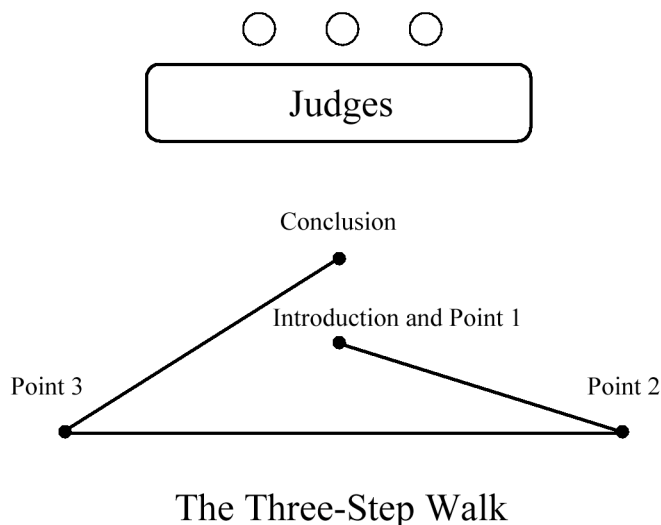 Judges
Conclusion
Introduction and Point 1
Point 3
Point 2
The Three-Step Walk